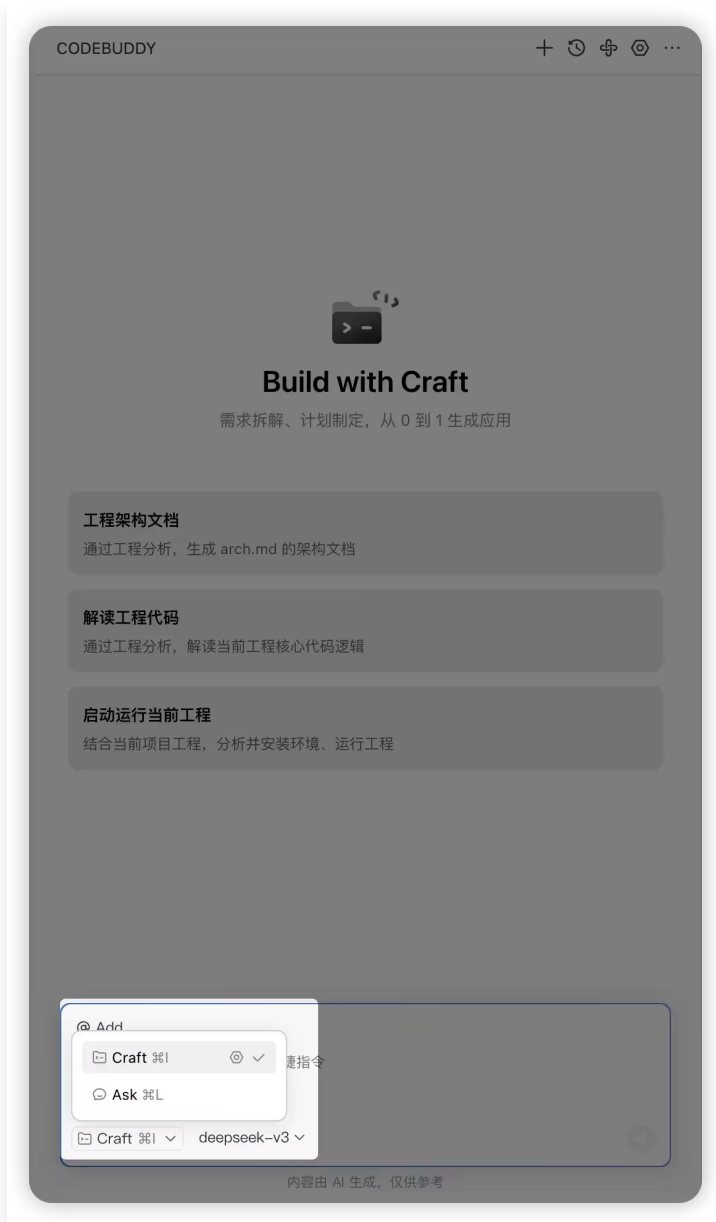 CODEBUDDY
Build with Craft
需求拆解、计划制定，从 0 到 1 生成应用
工程架构文档
通过工程分析，生成 arch.md 的架构文档
解读工程代码
通过工程分析，解读当前工程核心代码逻辑
启动运行当前工程
结合当前项目工程，分析并安装环境、运行工程
@ Add
Craft ⌘I
捷指令
Ask ⌘L
Craft ⌘I deepseek-v3
内容由 AI 生成，仅供参考